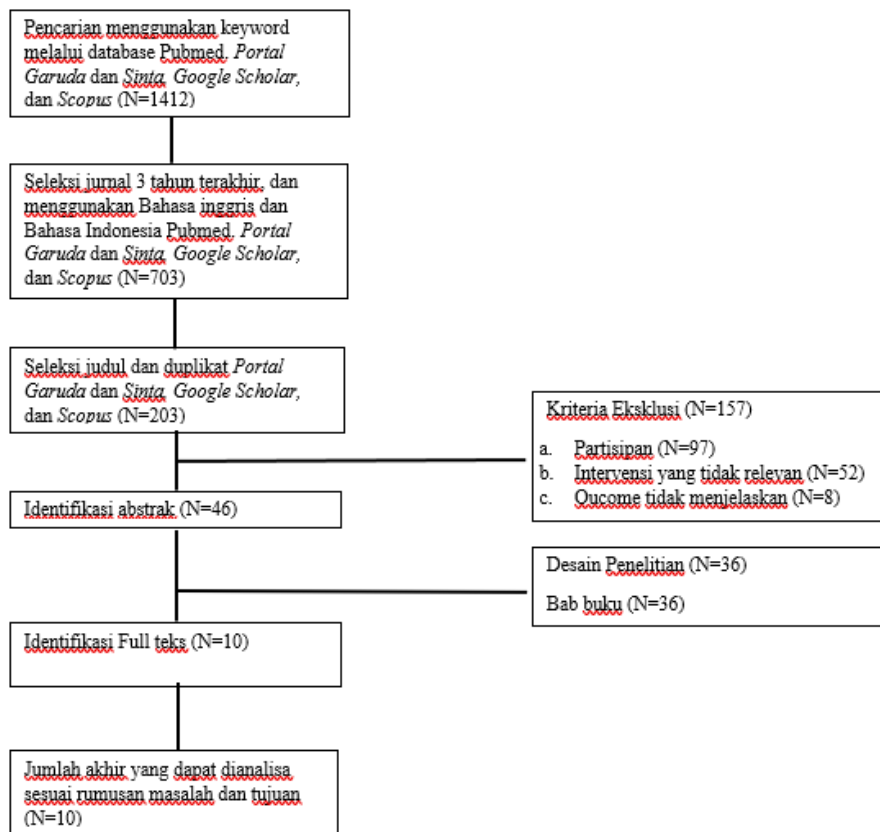 Pencarian menggunakan keyword
melalui database Pubmed, Portal
Garuda dan Sinta, Google Scholar,
dan Scopus (N=1412)
Seleksi jurnal 3 tahun terakhir, dan
menggunakan Bahasa inggris dan
Bahasa Indonesia Pubmed, Portal
Garuda dan Sinta, Google Scholar,
dan Scopus (N=703)
Seleksi judul dan duplikat Portal
Garuda dan Sinta, Google Scholar,
dan Scopus (N=203)
Kriteria Eksklusi (N=157)
a. Partisipan (N=97)
b. Intervensi yang tidak relevan (N=52)
c. Oucome tidak menjelaskan (N=8)
Identifikasi abstrak (N=46)
Desain Penelitian (N=36)
Bab buku (N=36)
Identifikasi Full teks (N=10)
Jumlah akhir yang dapat dianalisa
sesuai rumusan masalah dan tujuan
(N=10)